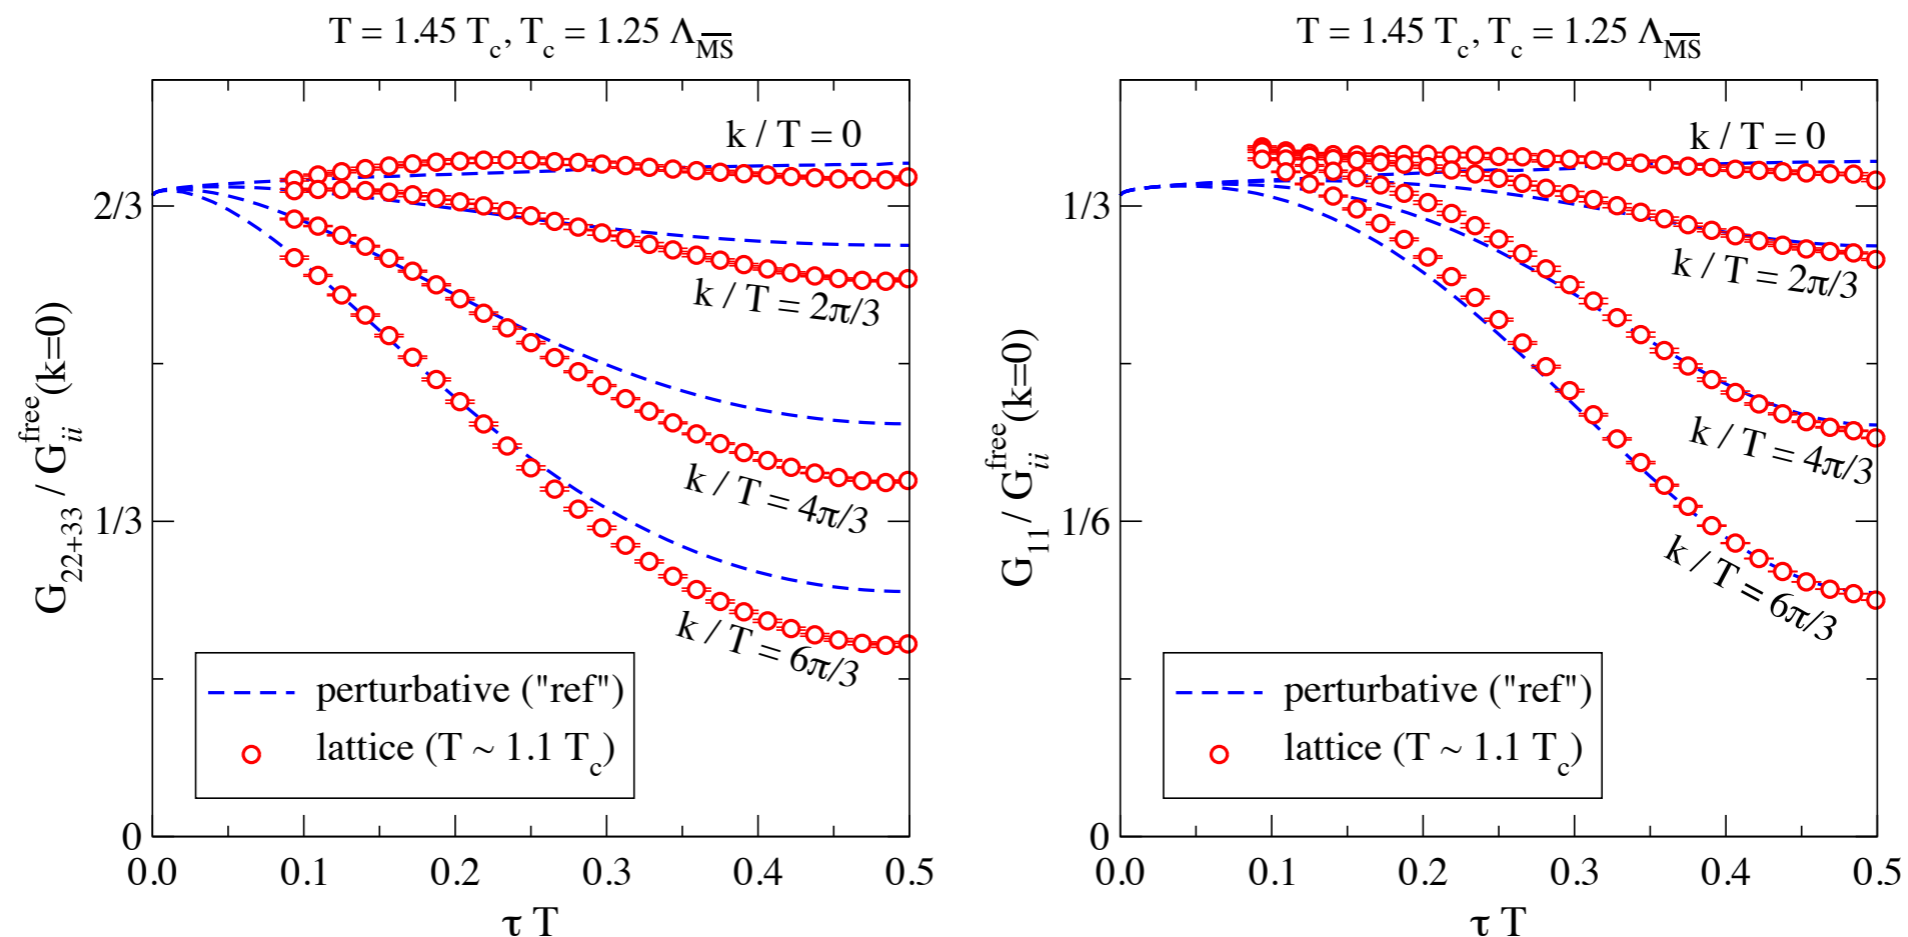 T = 1.45 T_c, T_c = 1.25 Λ_M̅S̅
G_22+33 / G_ii^free(k=0)
2/3
1/3
0
k / T = 0
k / T = 2π/3
k / T = 4π/3
k / T = 6π/3
perturbative ("ref")
lattice (T ~ 1.1 T_c)
0.0 0.1 0.2 0.3 0.4 0.5
τ T
T = 1.45 T_c, T_c = 1.25 Λ_M̅S̅
G_11 / G_ii^free(k=0)
1/3
1/6
0
k / T = 0
k / T = 2π/3
k / T = 4π/3
k / T = 6π/3
perturbative ("ref")
lattice (T ~ 1.1 T_c)
0.0 0.1 0.2 0.3 0.4 0.5
τ T